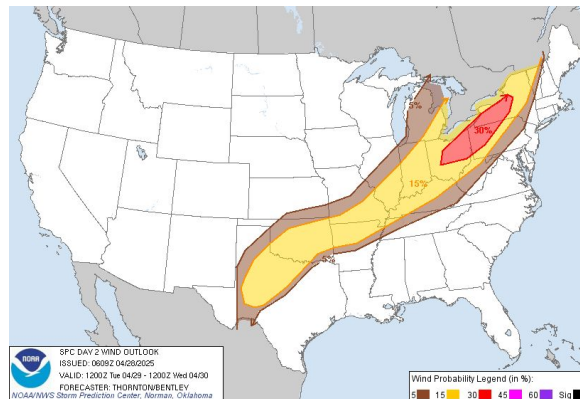 5%
30%
15%
5%
NOAA
SPC DAY 2 WIND OUTLOOK
ISSUED: 0609Z 04/28/2025
VALID: 1200Z Tue 04/29 - 1200Z Wed 04/30
FORECASTER: THORNTON/BENTLEY
NOAA/NWS Storm Prediction Center, Norman, Oklahoma
Wind Probability Legend (in %):
5 15 30 45 60 Sig